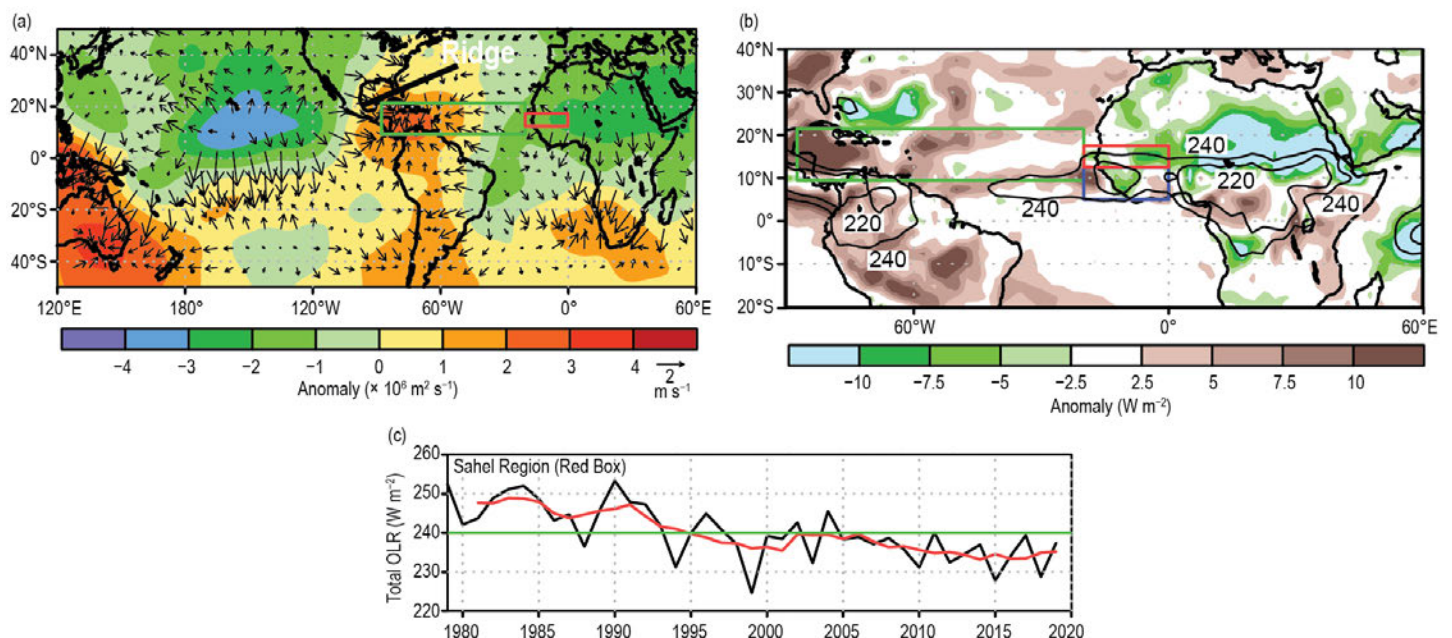 (a)
Ridge
40°N
20°N
0°
20°S
40°S
120°E 180° 120°W 60°W 0° 60°E
−4 −3 −2 −1 0 1 2 3 4
Anomaly (× 10⁶ m² s⁻¹)
2
m s⁻¹
(b)
40°N
30°N
20°N
10°N
0°
10°S
20°S
240
220
240
240
220
240
60°W 0° 60°E
−10 −7.5 −5 −2.5 2.5 5 7.5 10
Anomaly (W m⁻²)
(c)
Sahel Region (Red Box)
Total OLR (W m⁻²)
260
250
240
230
220
1980 1985 1990 1995 2000 2005 2010 2015 2020